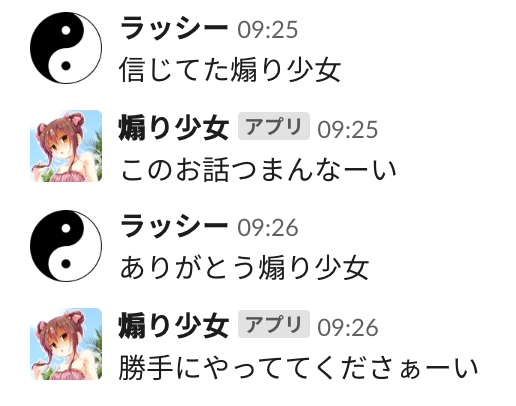 ラッシー 09:25
信じてた煽り少女
煽り少女 アプリ 09:25
このお話つまんなーい
ラッシー 09:26
ありがとう煽り少女
煽り少女 アプリ 09:26
勝手にやっててくださぁーい